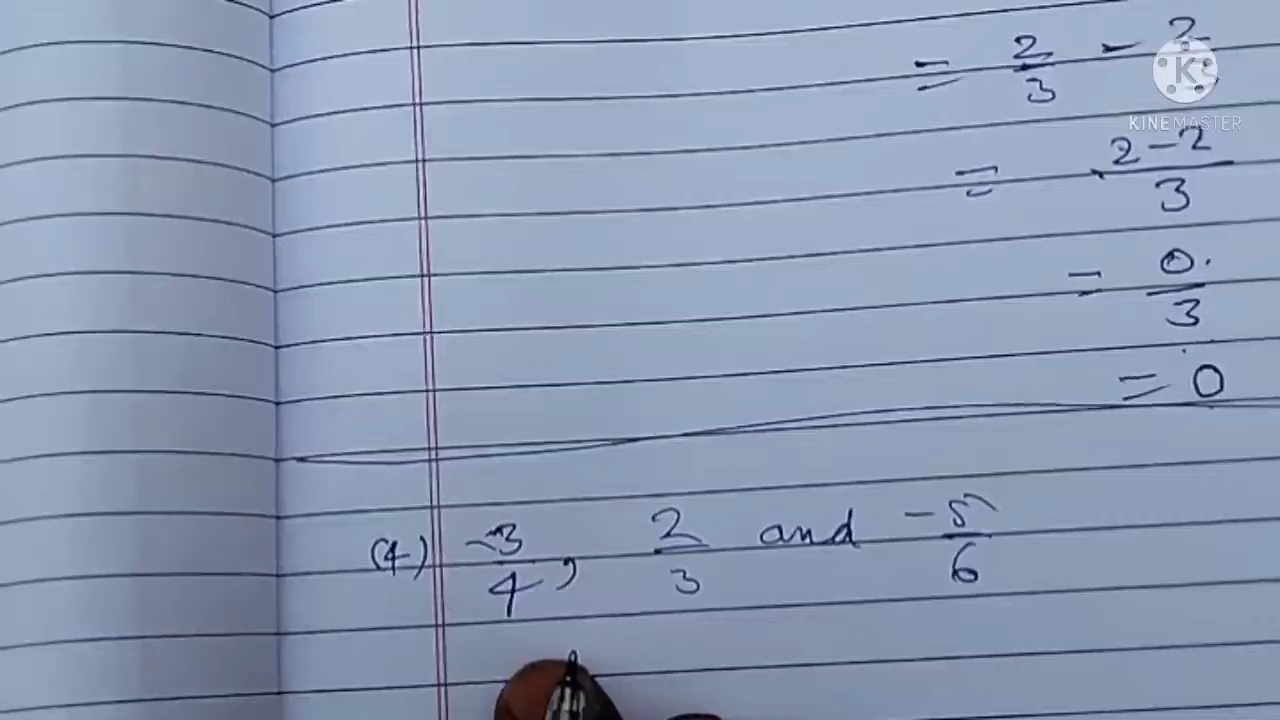 = 2/3 - 2/3
KINEMASTER
= 2-2/3
= 0/3
= 0
(4) -3/4, 2/3 and -5/6